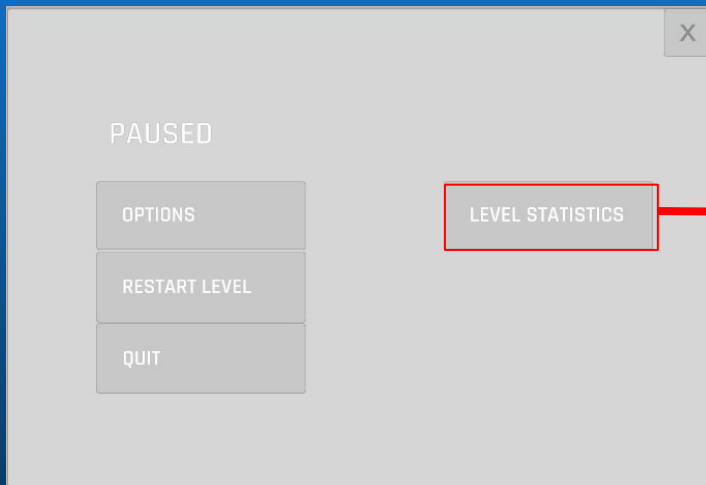 X
PAUSED
OPTIONS
LEVEL STATISTICS
RESTART LEVEL
QUIT